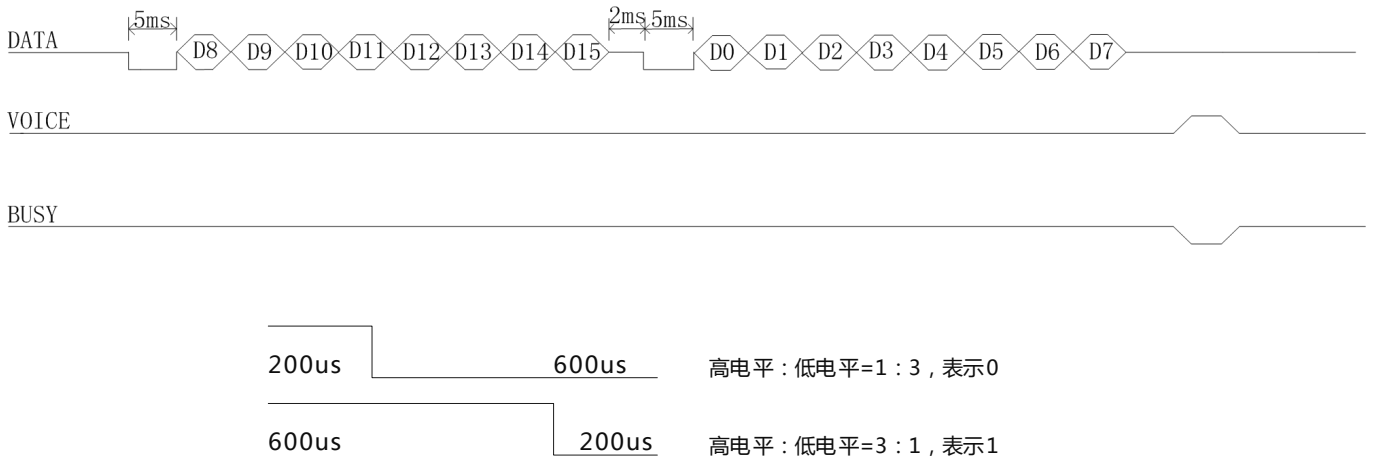 5ms 2ms 5ms
DATA D8 D9 D10 D11 D12 D13 D14 D15 D0 D1 D2 D3 D4 D5 D6 D7
VOICE
BUSY
200us 600us 高电平：低电平=1：3，表示0
600us 200us 高电平：低电平=3：1，表示1